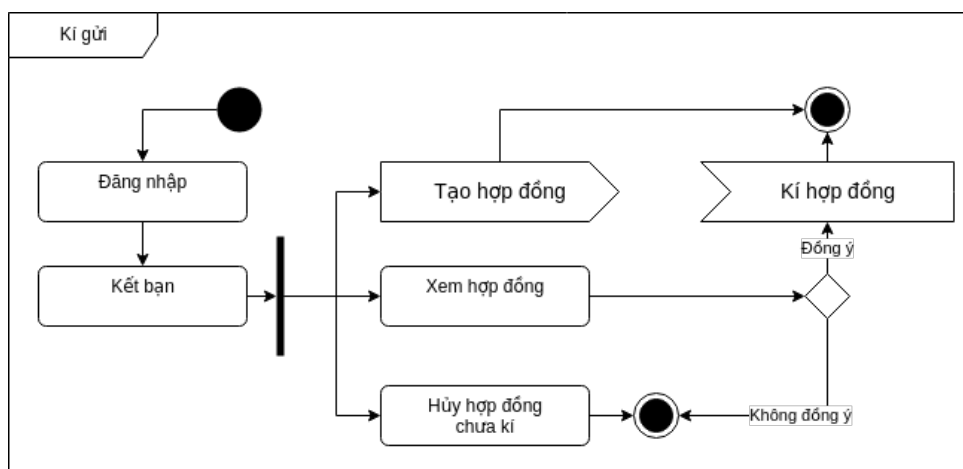 Kí gửi
Đăng nhập
Tạo hợp đồng
Kí hợp đồng
Đồng ý
Kết bạn
Xem hợp đồng
Hủy hợp đồng
chưa kí
Không đồng ý